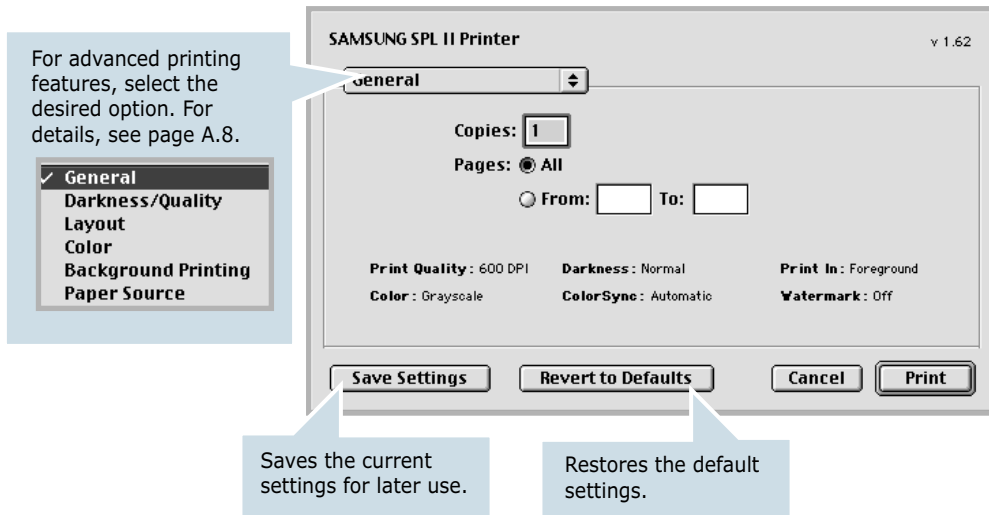 SAMSUNG SPL II Printer
v 1.62
For advanced printing
features, select the
desired option. For
details, see page A.8.
General
Copies: 1
Pages: All
From: To:
✓ General
Darkness/Quality
Layout
Color
Background Printing
Paper Source
Print Quality : 600 DPI Darkness : Normal Print In : Foreground
Color : Grayscale ColorSync : Automatic Watermark : Off
Save Settings Revert to Defaults Cancel Print
Saves the current
settings for later use.
Restores the default
settings.